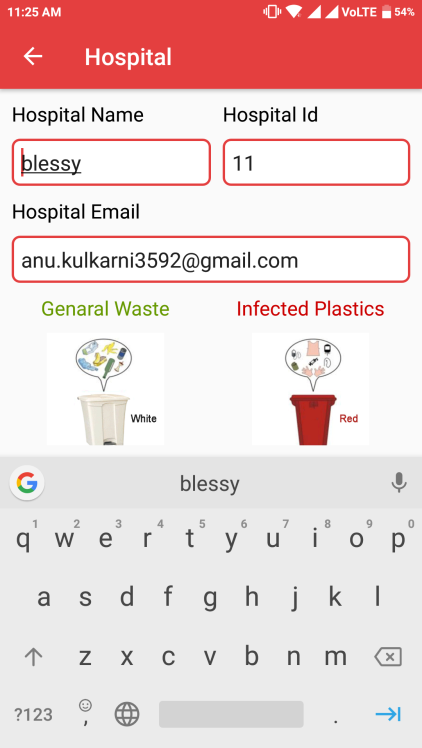 11:25 AM VoLTE 54%
Hospital
Hospital Name Hospital Id
blessy 11
Hospital Email
anu.kulkarni3592@gmail.com
Genaral Waste Infected Plastics
White Red
G blessy
1 2 3 4 5 6 7 8 9 0
q w e r t y u i o p
a s d f g h j k l
z x c v b n m
?123 , .